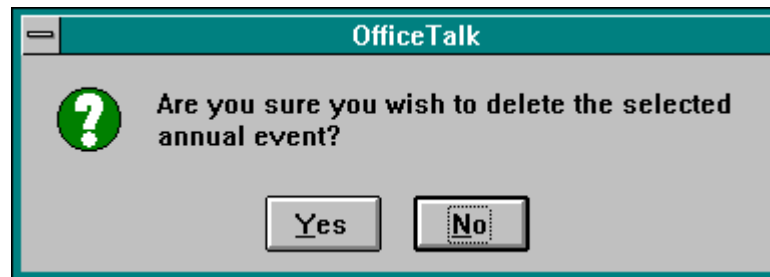 OfficeTalk
Are you sure you wish to delete the selected
annual event?
Yes No